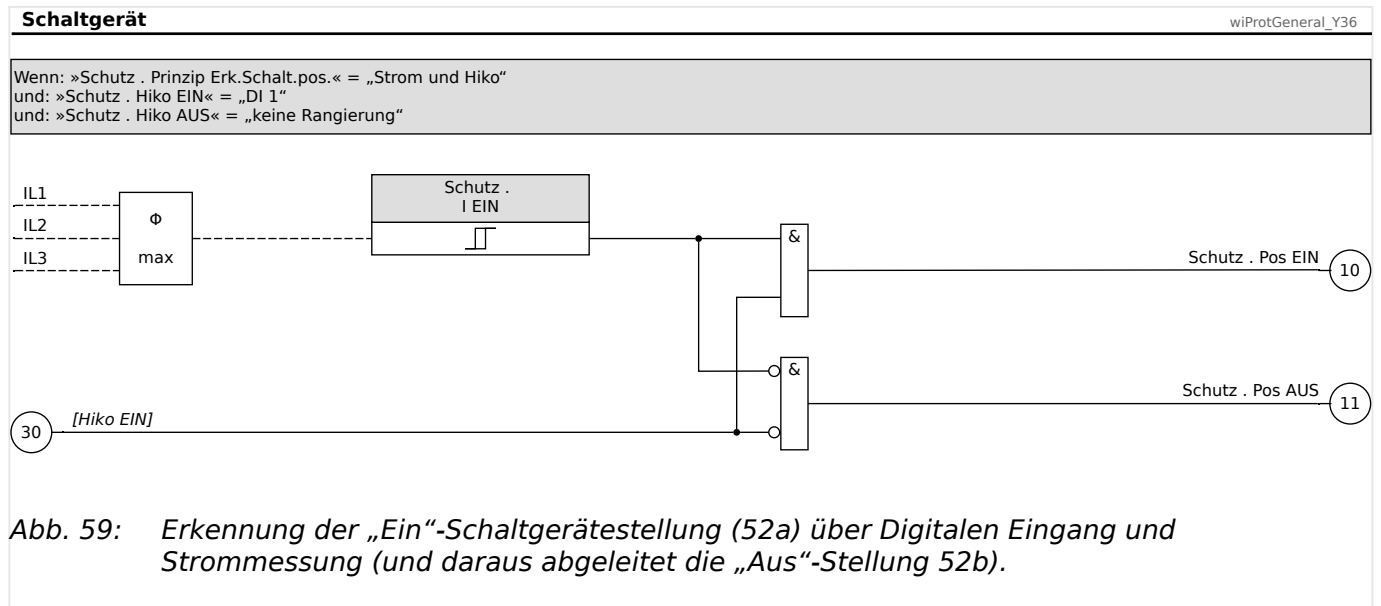 Schaltgerät
wiProtGeneral_Y36
Wenn: »Schutz . Prinzip Erk.Schalt.pos.« = „Strom und Hiko“
und: »Schutz . Hiko EIN« = „DI 1“
und: »Schutz . Hiko AUS« = „keine Rangierung“
IL1
IL2
IL3
Φ
max
Schutz .
I EIN
&
Schutz . Pos EIN
10
&
Schutz . Pos AUS
11
30
[Hiko EIN]
Abb. 59: Erkennung der „Ein“-Schaltgerätestellung (52a) über Digitalen Eingang und
Strommessung (und daraus abgeleitet die „Aus“-Stellung 52b).